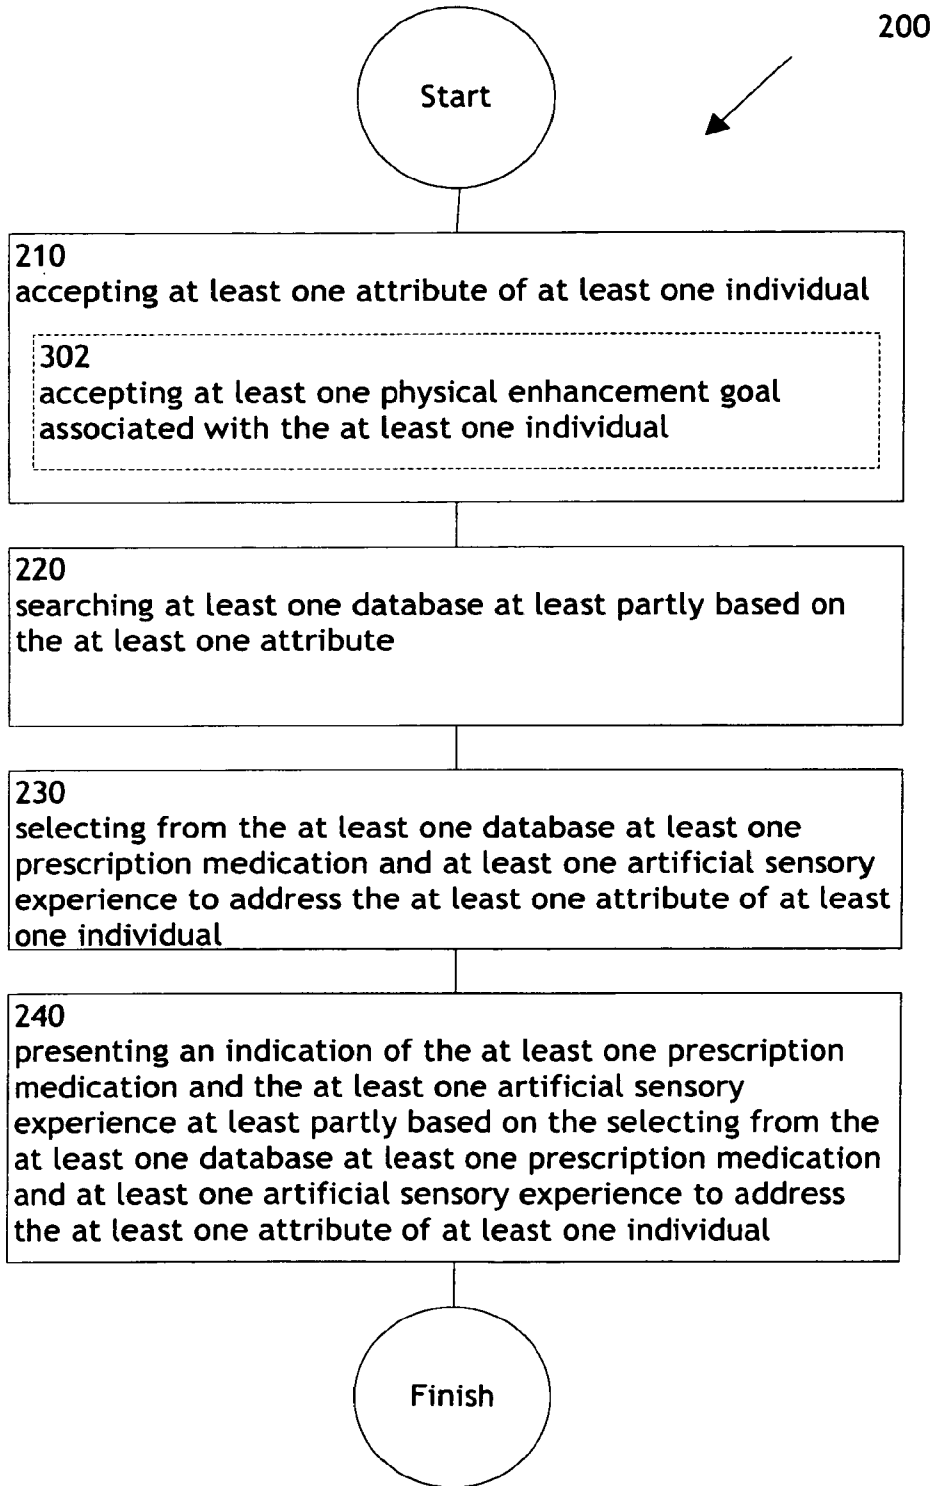 200
Start
210
accepting at least one attribute of at least one individual
302
accepting at least one physical enhancement goal
associated with the at least one individual
220
searching at least one database at least partly based on
the at least one attribute
230
selecting from the at least one database at least one
prescription medication and at least one artificial sensory
experience to address the at least one attribute of at least
one individual
240
presenting an indication of the at least one prescription
medication and the at least one artificial sensory
experience at least partly based on the selecting from the
at least one database at least one prescription medication
and at least one artificial sensory experience to address
the at least one attribute of at least one individual
Finish